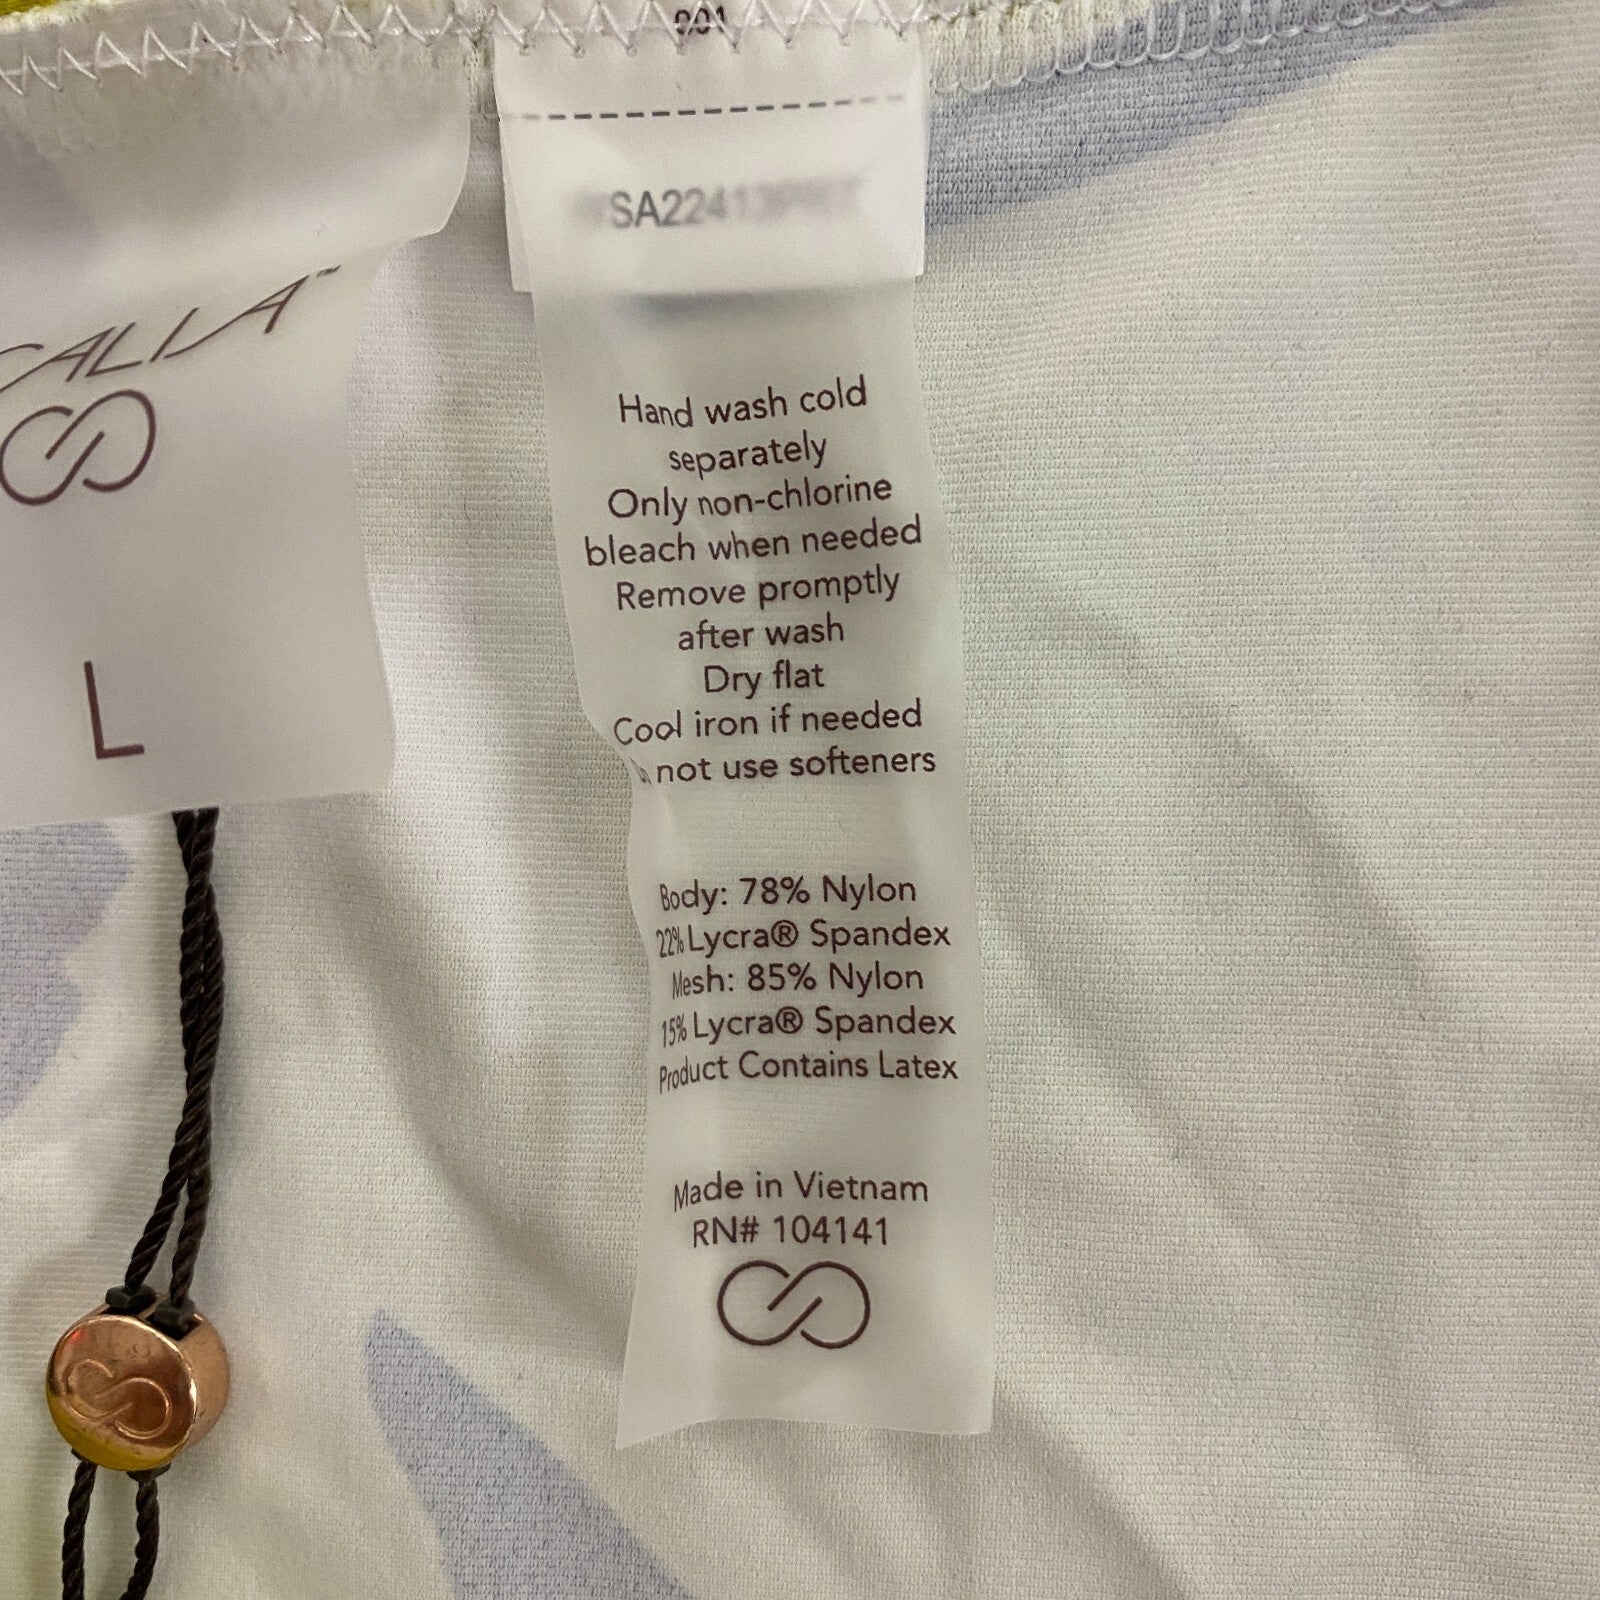 001
CALIA™
L
Hand wash cold
separately
Only non-chlorine
bleach when needed
Remove promptly
after wash
Dry flat
Cool iron if needed
not use softeners
Body: 78% Nylon
22% Lycra® Spandex
Mesh: 85% Nylon
15% Lycra® Spandex
Product Contains Latex
Made in Vietnam
RN# 104141